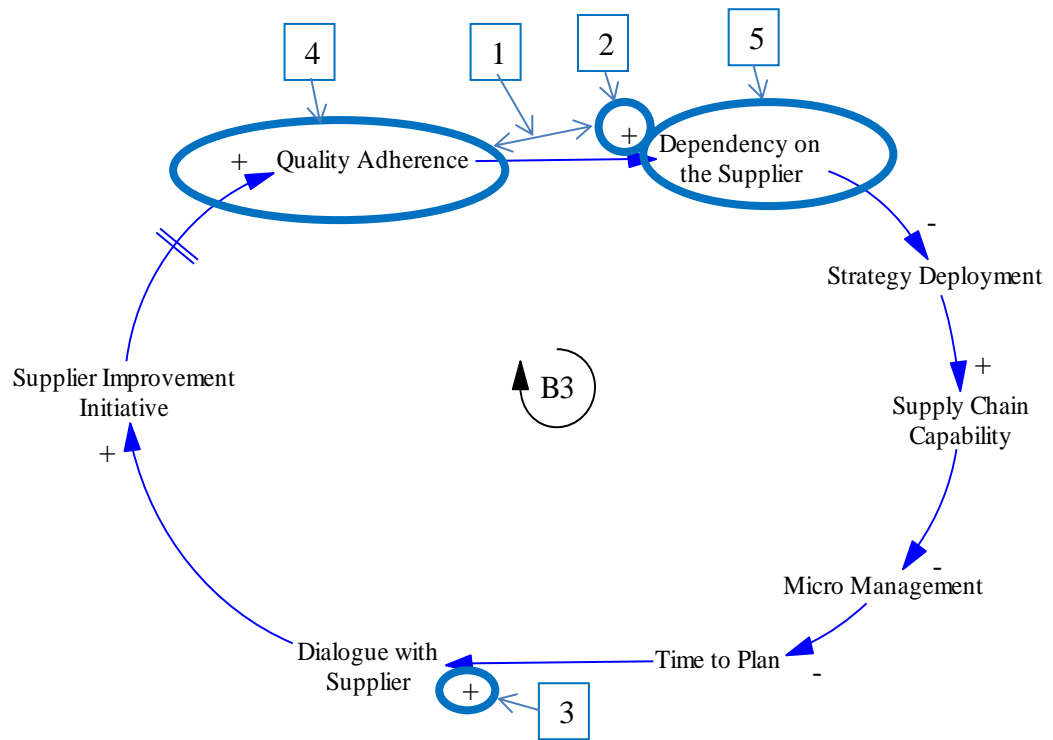 4
1
2
5
+
Quality Adherence
+
Dependency on
the Supplier
-
Strategy Deployment
+
Supply Chain
Capability
-
Micro Management
-
Time to Plan
Dialogue with
Supplier
+
3
+
Supplier Improvement
Initiative
B3